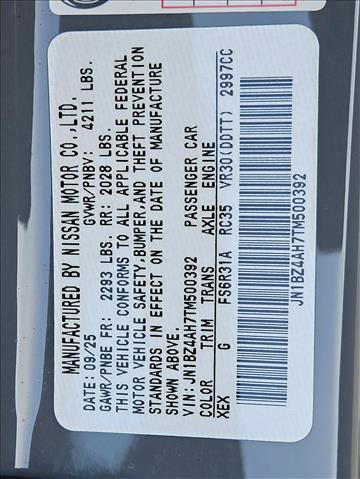 MANUFACTURED BY NISSAN MOTOR CO.,LTD.
GVWR/PNBV: 4211 LBS.
DATE: 08/25
GAWR/PNBE FR: 2293 LBS. RR: 2028 LBS.
THIS VEHICLE CONFORMS TO ALL APPLICABLE FEDERAL
MOTOR VEHICLE SAFETY,BUMPER,AND THEFT PREVENTION
STANDARDS IN EFFECT ON THE DATE OF MANUFACTURE
SHOWN ABOVE.
VIN:JN1BZ4AH7TM500392 PASSENGER CAR
COLOR TRIM TRANS AXLE ENGINE
XEX G FS6R31A RC35 VR30(DDTT) 2997CC
JN1BZ4AH7TM500392